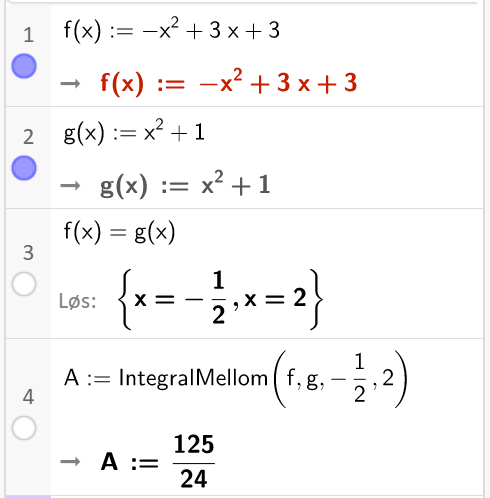 1 f(x) := −x² + 3 x + 3
→ f(x) := −x² + 3 x + 3
2 g(x) := x² + 1
→ g(x) := x² + 1
3 f(x) = g(x)
Løs: {x = −1/2, x = 2}
4 A := IntegralMellom(f, g, −1/2, 2)
→ A := 125/24